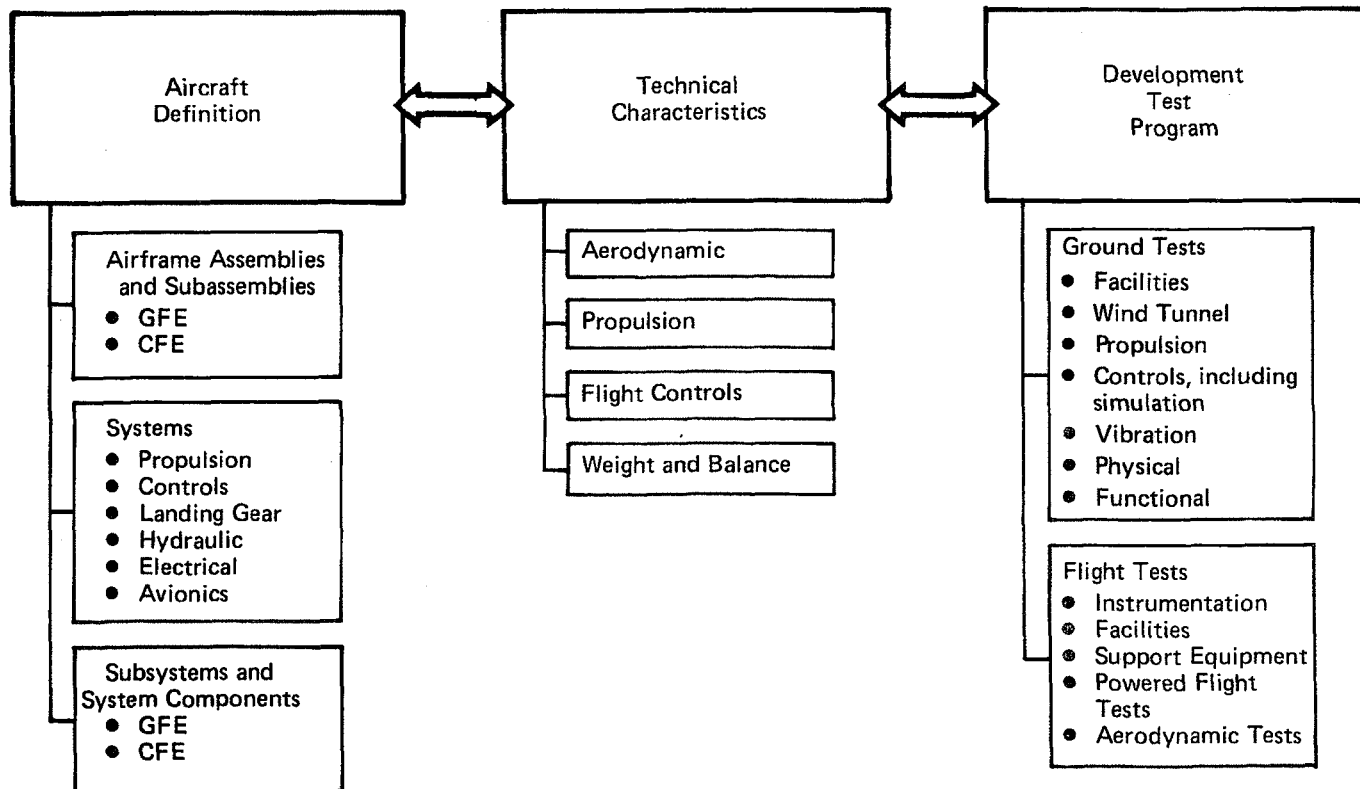 Aircraft
Definition
Technical
Characteristics
Development
Test
Program
Airframe Assemblies
and Subassemblies
● GFE
● CFE
Systems
● Propulsion
● Controls
● Landing Gear
● Hydraulic
● Electrical
● Avionics
Subsystems and
System Components
● GFE
● CFE
Aerodynamic
Propulsion
Flight Controls
Weight and Balance
Ground Tests
● Facilities
● Wind Tunnel
● Propulsion
● Controls, including
simulation
● Vibration
● Physical
● Functional
Flight Tests
● Instrumentation
● Facilities
● Support Equipment
● Powered Flight
Tests
● Aerodynamic Tests